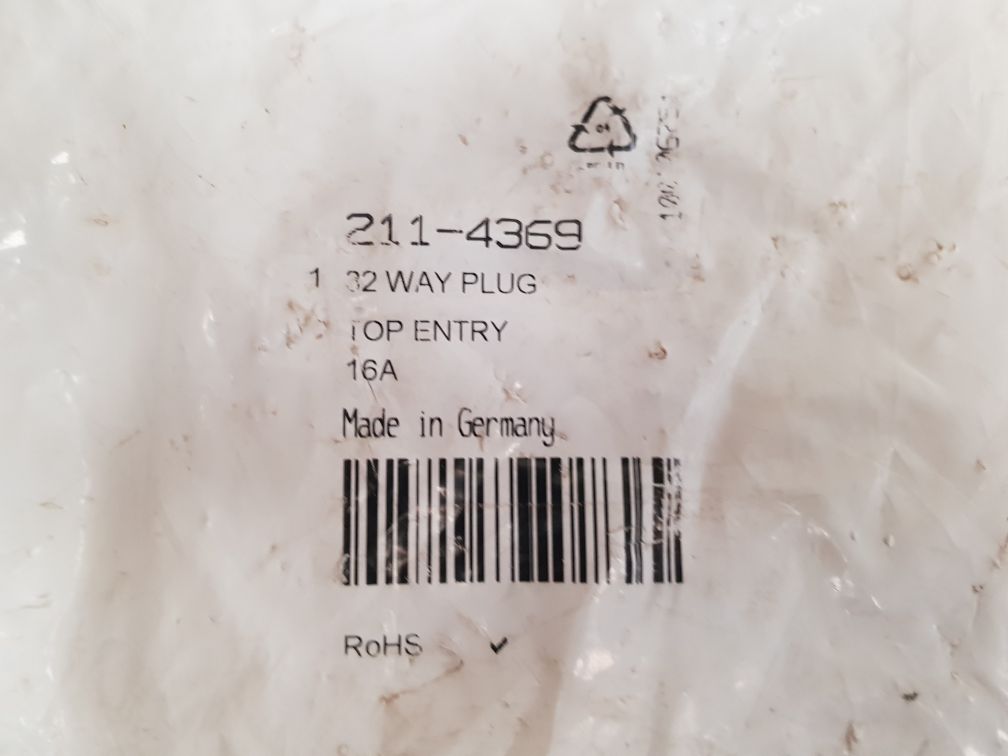 211-4369
1 32 WAY PLUG
TOP ENTRY
16A
Made in Germany
RoHS ✓